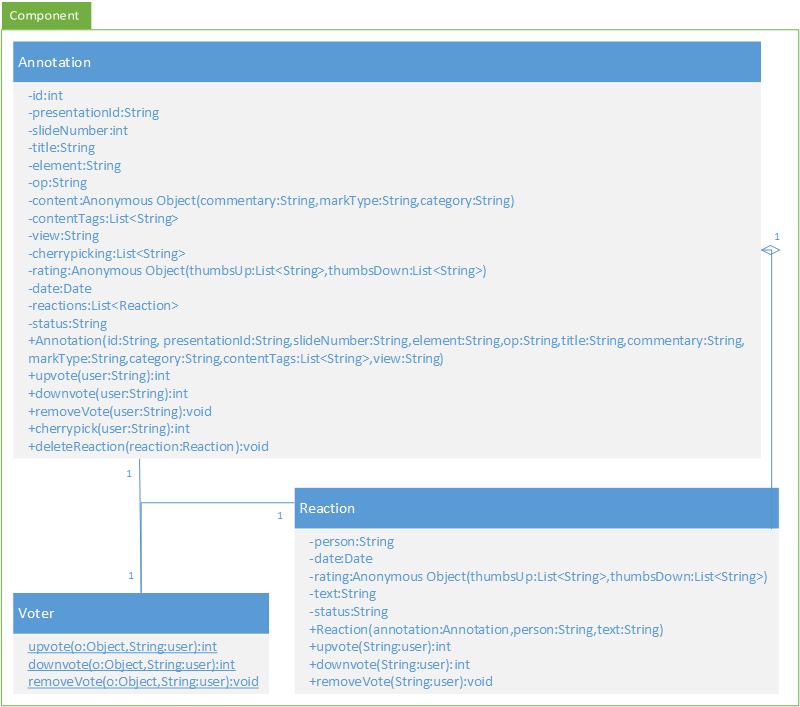 Component
Annotation
-id:int
-presentationId:String
-slideNumber:int
-title:String
-element:String
-op:String
-content:Anonymous Object(commentary:String,markType:String,category:String)
-contentTags:List<String>
-view:String
-cherrypicking:List<String>
-rating:Anonymous Object(thumbsUp:List<String>,thumbsDown:List<String>)
-date:Date
-reactions:List<Reaction>
-status:String
+Annotation(id:String, presentationId:String,slideNumber:String,element:String,op:String,title:String,commentary:String,
markType:String,category:String,contentTags:List<String>,view:String)
+upvote(user:String):int
+downvote(user:String):int
+removeVote(user:String):void
+cherrypick(user:String):int
+deleteReaction(reaction:Reaction):void
1
1
1
1
Reaction
-person:String
-date:Date
-rating:Anonymous Object(thumbsUp:List<String>,thumbsDown:List<String>)
-text:String
-status:String
+Reaction(annotation:Annotation,person:String,text:String)
+upvote(String:user):int
+downvote(String:user):int
+removeVote(String:user):void
Voter
upvote(o:Object,String:user):int
downvote(o:Object,String:user):int
removeVote(o:Object,String:user):void